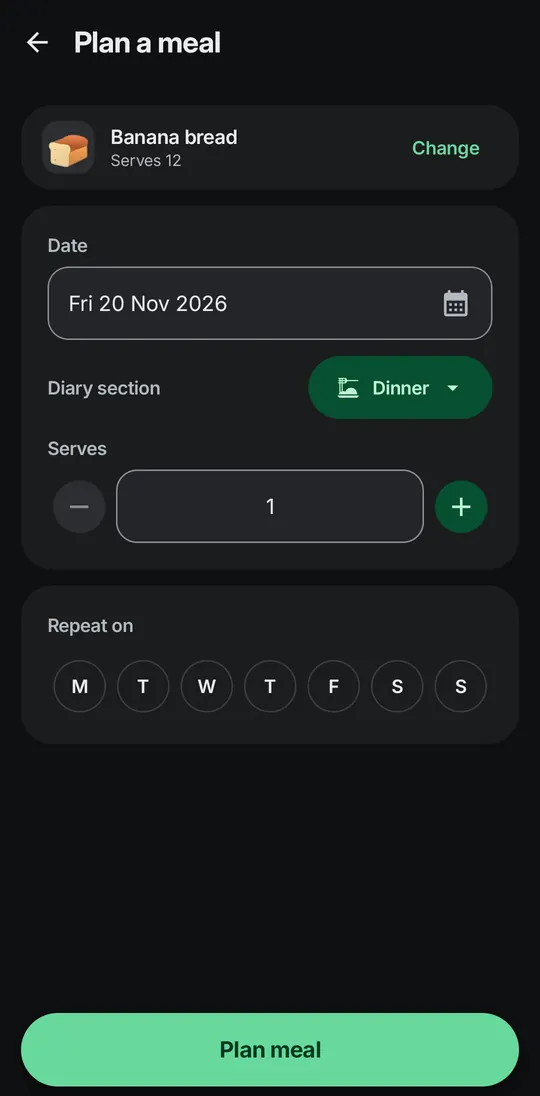 Plan a meal
Banana bread
Serves 12
Change
Date
Fri 20 Nov 2026
Diary section
Dinner
Serves
1
Repeat on
M T W T F S S
Plan meal